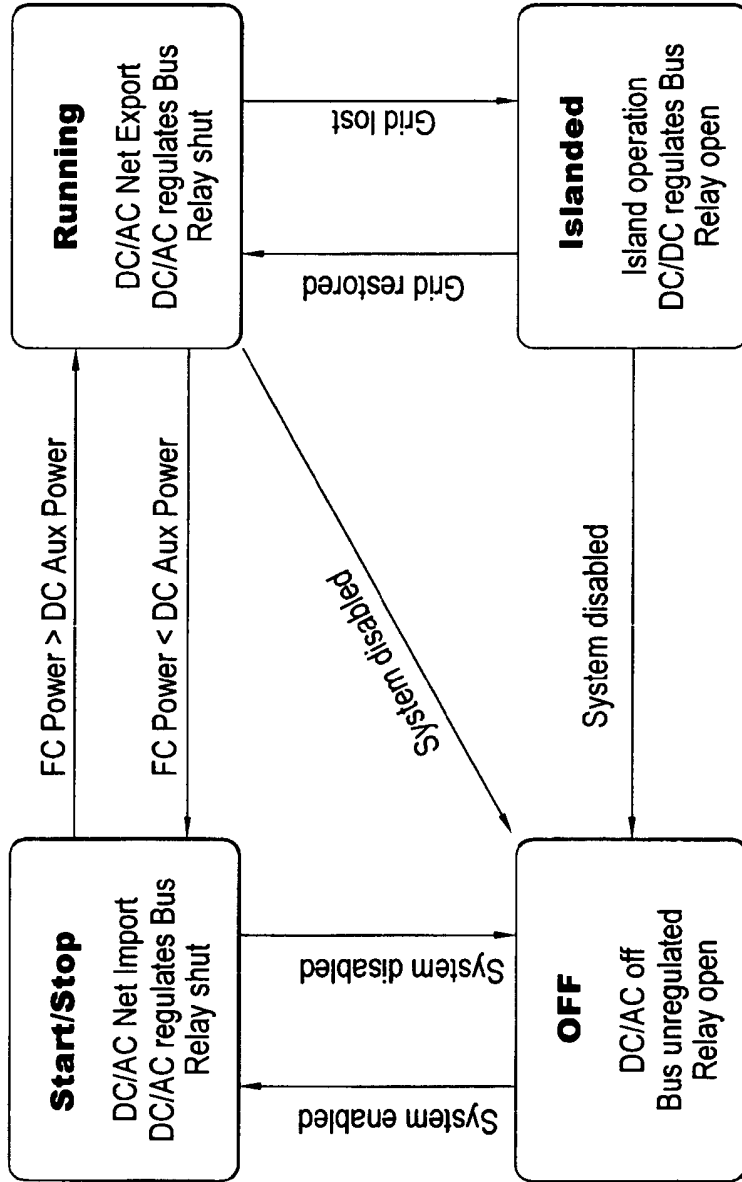 Start/Stop
DC/AC Net Import
DC/AC regulates Bus
Relay shut
FC Power > DC Aux Power
FC Power < DC Aux Power
Running
DC/AC Net Export
DC/AC regulates Bus
Relay shut
System enabled
System disabled
System disabled
Grid restored
Grid lost
OFF
DC/AC off
Bus unregulated
Relay open
System disabled
Islanded
Island operation
DC/DC regulates Bus
Relay open